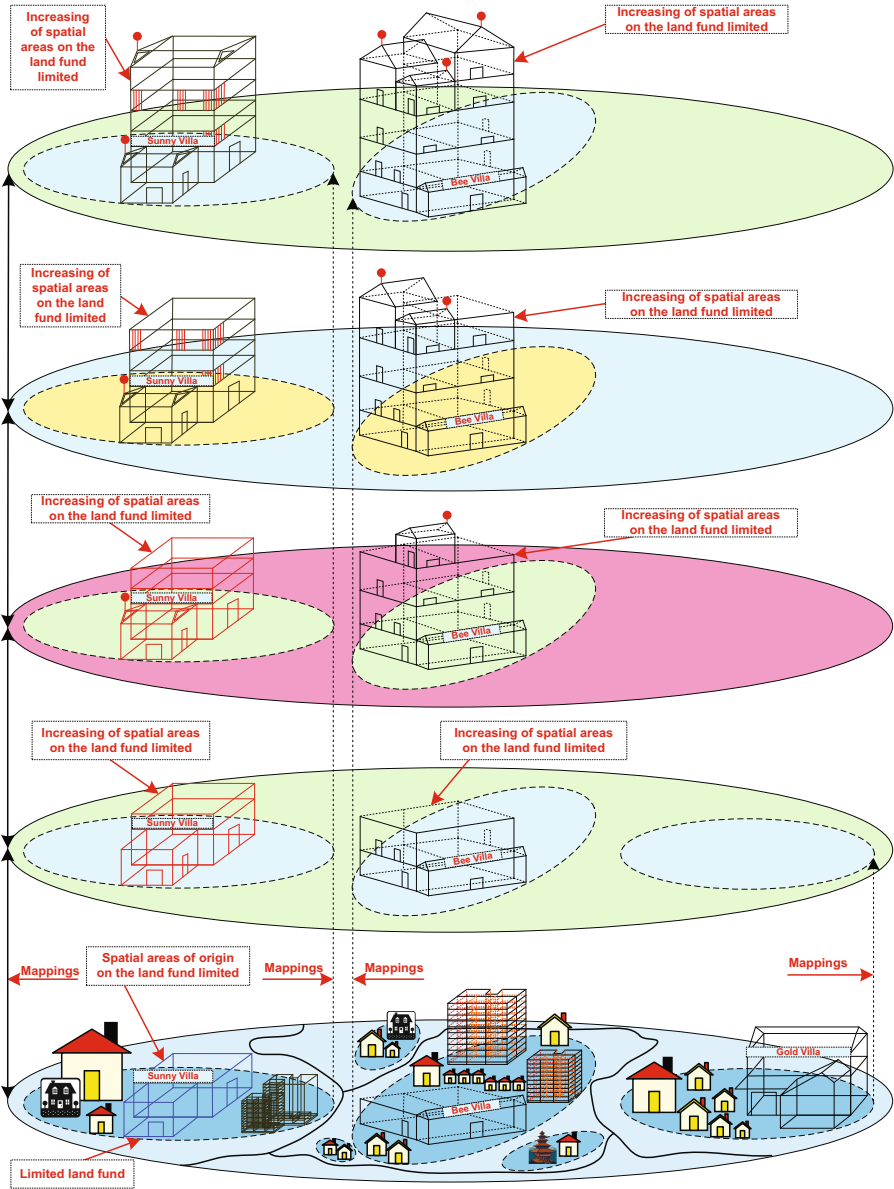 Increasing
of spatial
areas on the
land fund
limited
Increasing of spatial areas
on the land fund limited
Sunny Villa
Bee Villa
Increasing of
spatial areas
on the land
fund limited
Increasing of spatial areas
on the land fund limited
Sunny Villa
Bee Villa
Increasing of spatial areas
on the land fund limited
Increasing of spatial areas
on the land fund limited
Sunny Villa
Bee Villa
Increasing of spatial areas
on the land fund limited
Increasing of spatial areas
on the land fund limited
Sunny Villa
Bee Villa
Mappings
Spatial areas of origin
on the land fund limited
Mappings
Mappings
Mappings
Sunny Villa
Bee Villa
Gold Villa
Limited land fund